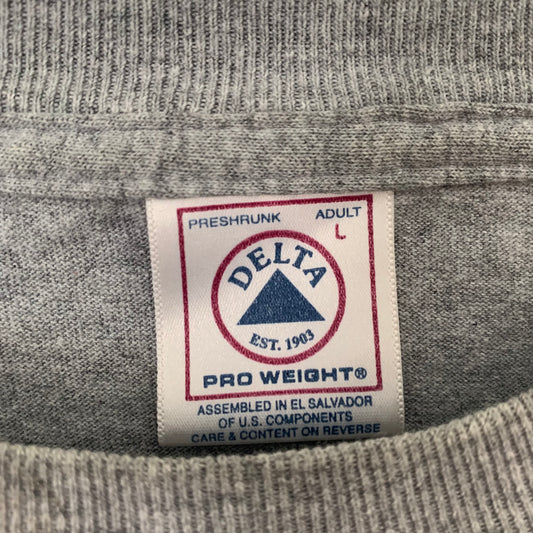 PRESHRUNK ADULT
L
DELTA
EST. 1903
PRO WEIGHT®
ASSEMBLED IN EL SALVADOR
OF U.S. COMPONENTS
CARE & CONTENT ON REVERSE